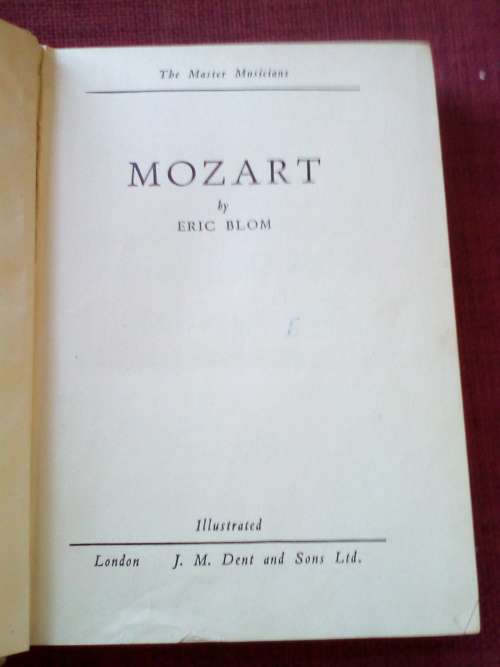 The Master Musicians
MOZART
by
ERIC BLOM
Illustrated
London J. M. Dent and Sons Ltd.